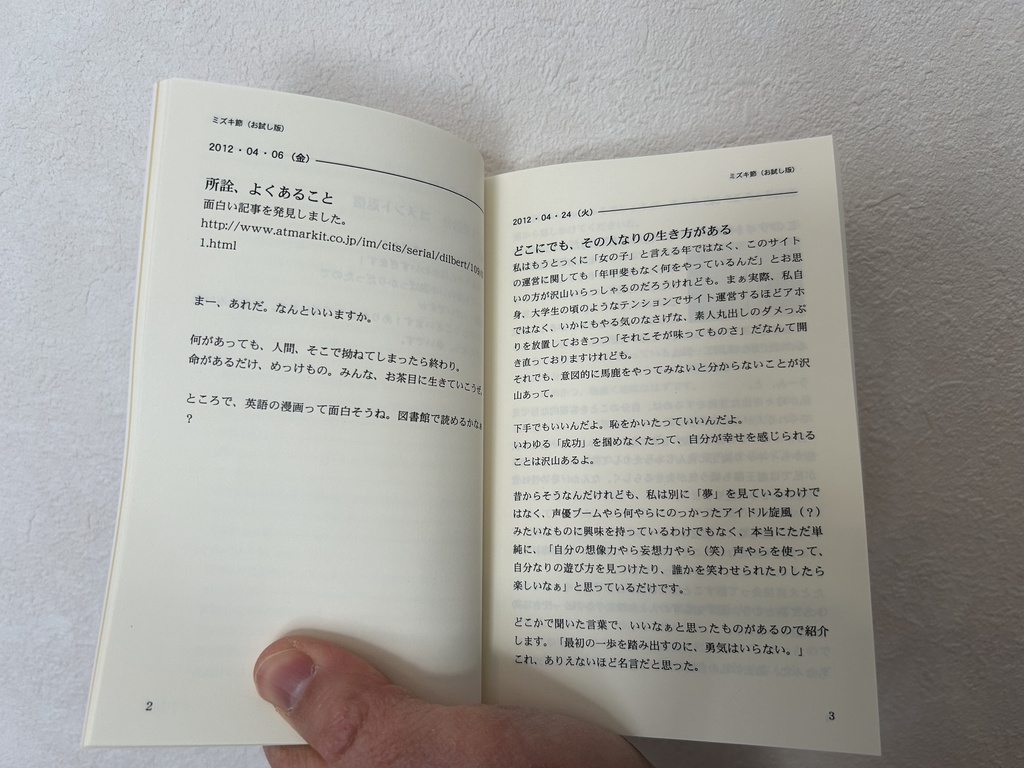 ミズキ節（お試し版）
2012・04・06（金）
所詮、よくあること
面白い記事を発見しました。
http://www.atmarkit.co.jp/im/cits/serial/dilbert/
1.html
まー、あれだ。なんといいますか。
何があっても、人間、そこで拗ねてしまったら終わり。
命があるだけ、めっけもの。みんな、お茶目に生きていこうぜ
ところで、英語の漫画って面白そうね。図書館で読めるかなぁ
？
2
ミズキ節（お試し版）
2012・04・24（火）
どこにでも、その人なりの生き方がある
私はもうとっくに「女の子」と言える年ではなく、このサイト
の運営に関しても「年甲斐もなく何をやっているんだ」とお思
いの方が沢山いらっしゃるのだろうけれども。まぁ実際、私自
身、大学生の頃のようなテンションでサイト運営するほどアホ
ではなく、いかにもやる気のなさげな、素人丸出しのダメっぷ
りを放置しておきつつ「それこそが味ってものさ」だなんて開
き直っておりますけれども。
それでも、意図的に馬鹿をやってみないと分からないことが沢
山あって。
下手でもいいんだよ。恥をかいたっていいんだよ。
いわゆる「成功」を掴めなくたって、自分が幸せを感じられる
ことは沢山あるよ。
昔からそうなんだけれども、私は別に「夢」を見ているわけで
はなく、声優ブームやら何やらにのっかったアイドル旋風（？）
みたいなものに興味を持っているわけでもなく、本当にただ単
純に、「自分の想像力やら妄想力やら（笑）声やらを使って、
自分なりの遊び方を見つけたり、誰かを笑わせられたりしたら
楽しいなぁ」と思っているだけです。
どこかで聞いた言葉で、いいなぁと思ったものがあるので紹介
します。「最初の一歩を踏み出すのに、勇気はいらない。」
これ、ありえないほど名言だと思った。
3